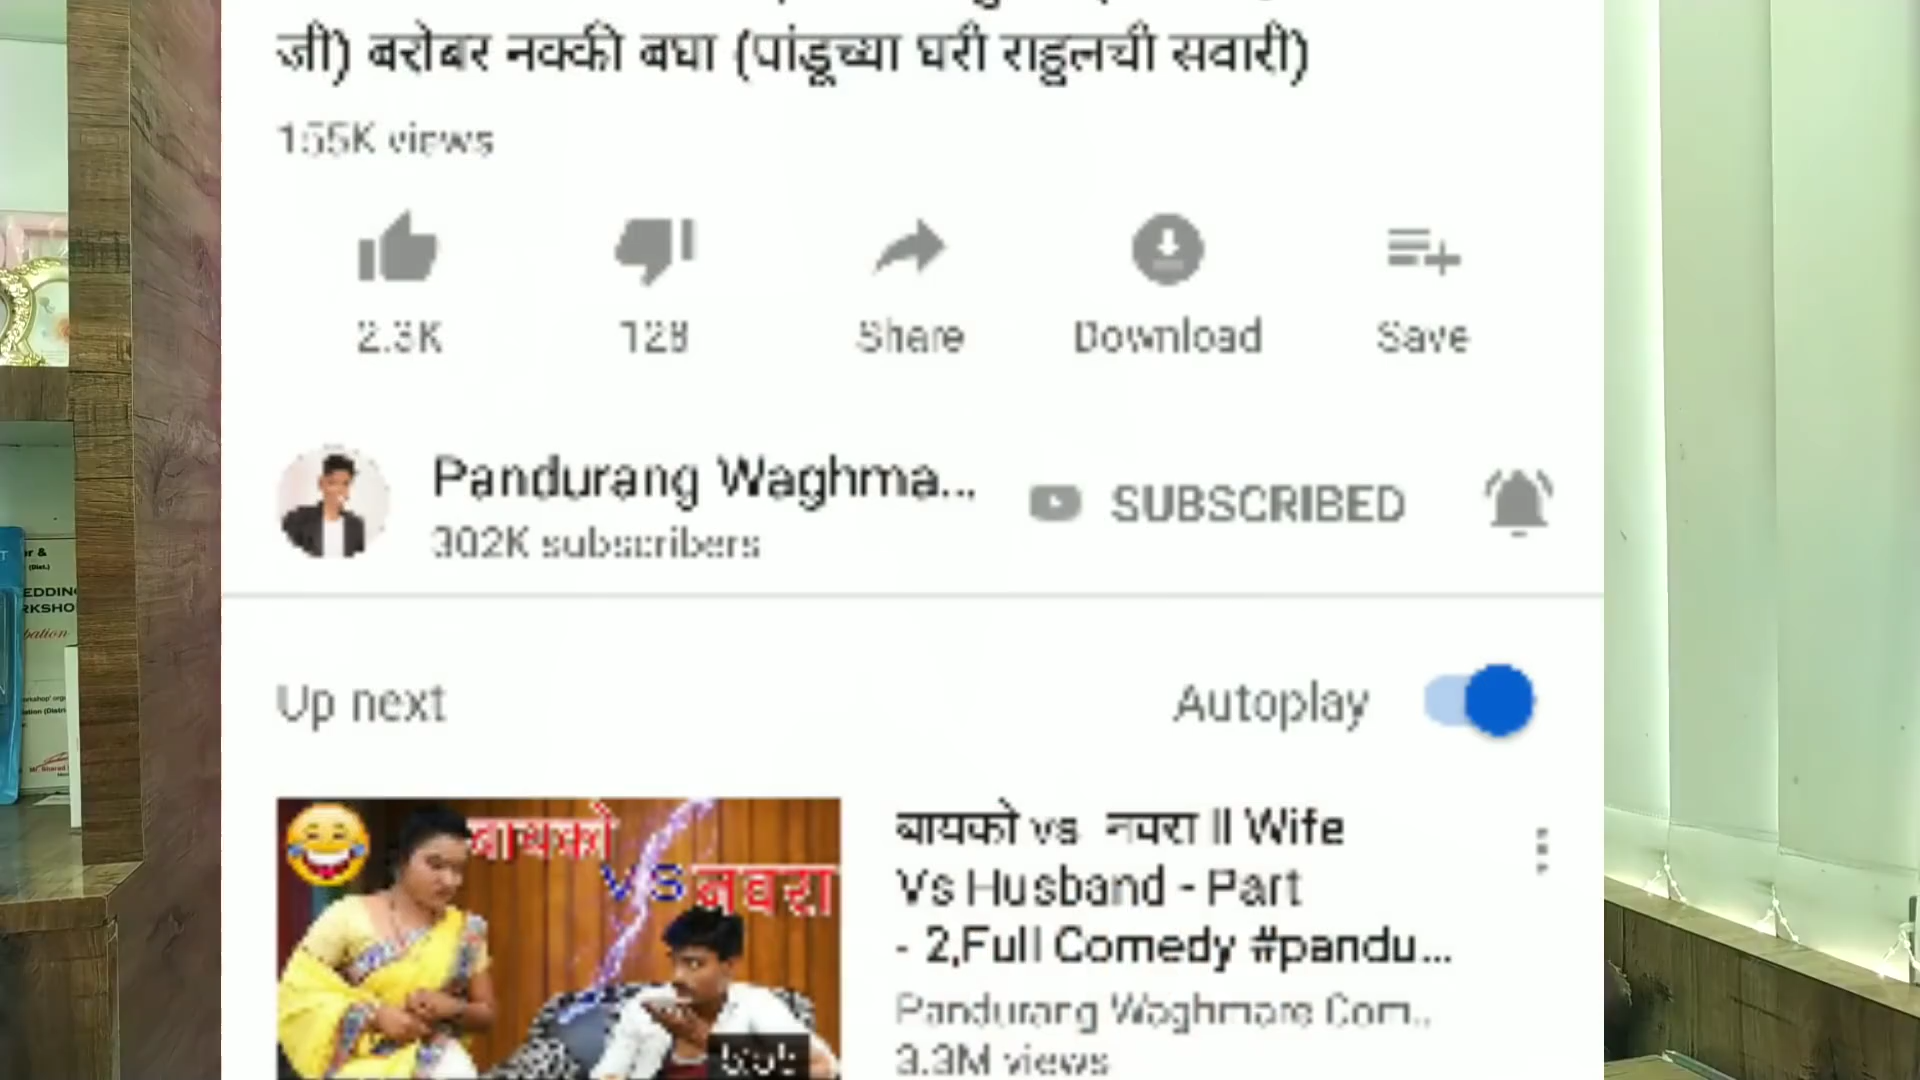 जी) बरोबर नक्की बघा (पांडूच्या घरी राहुलची सवारी)
155K views
2.3K
128
Share
Download
Save
Pandurang Waghma...
302K subscribers
SUBSCRIBED
Up next
Autoplay
बायको
vs नवरा
बायको vs नवरा || Wife
Vs Husband - Part
- 2,Full Comedy #pandu...
Pandurang Waghmare Com..
3.3M views
EDDING
RKSHO